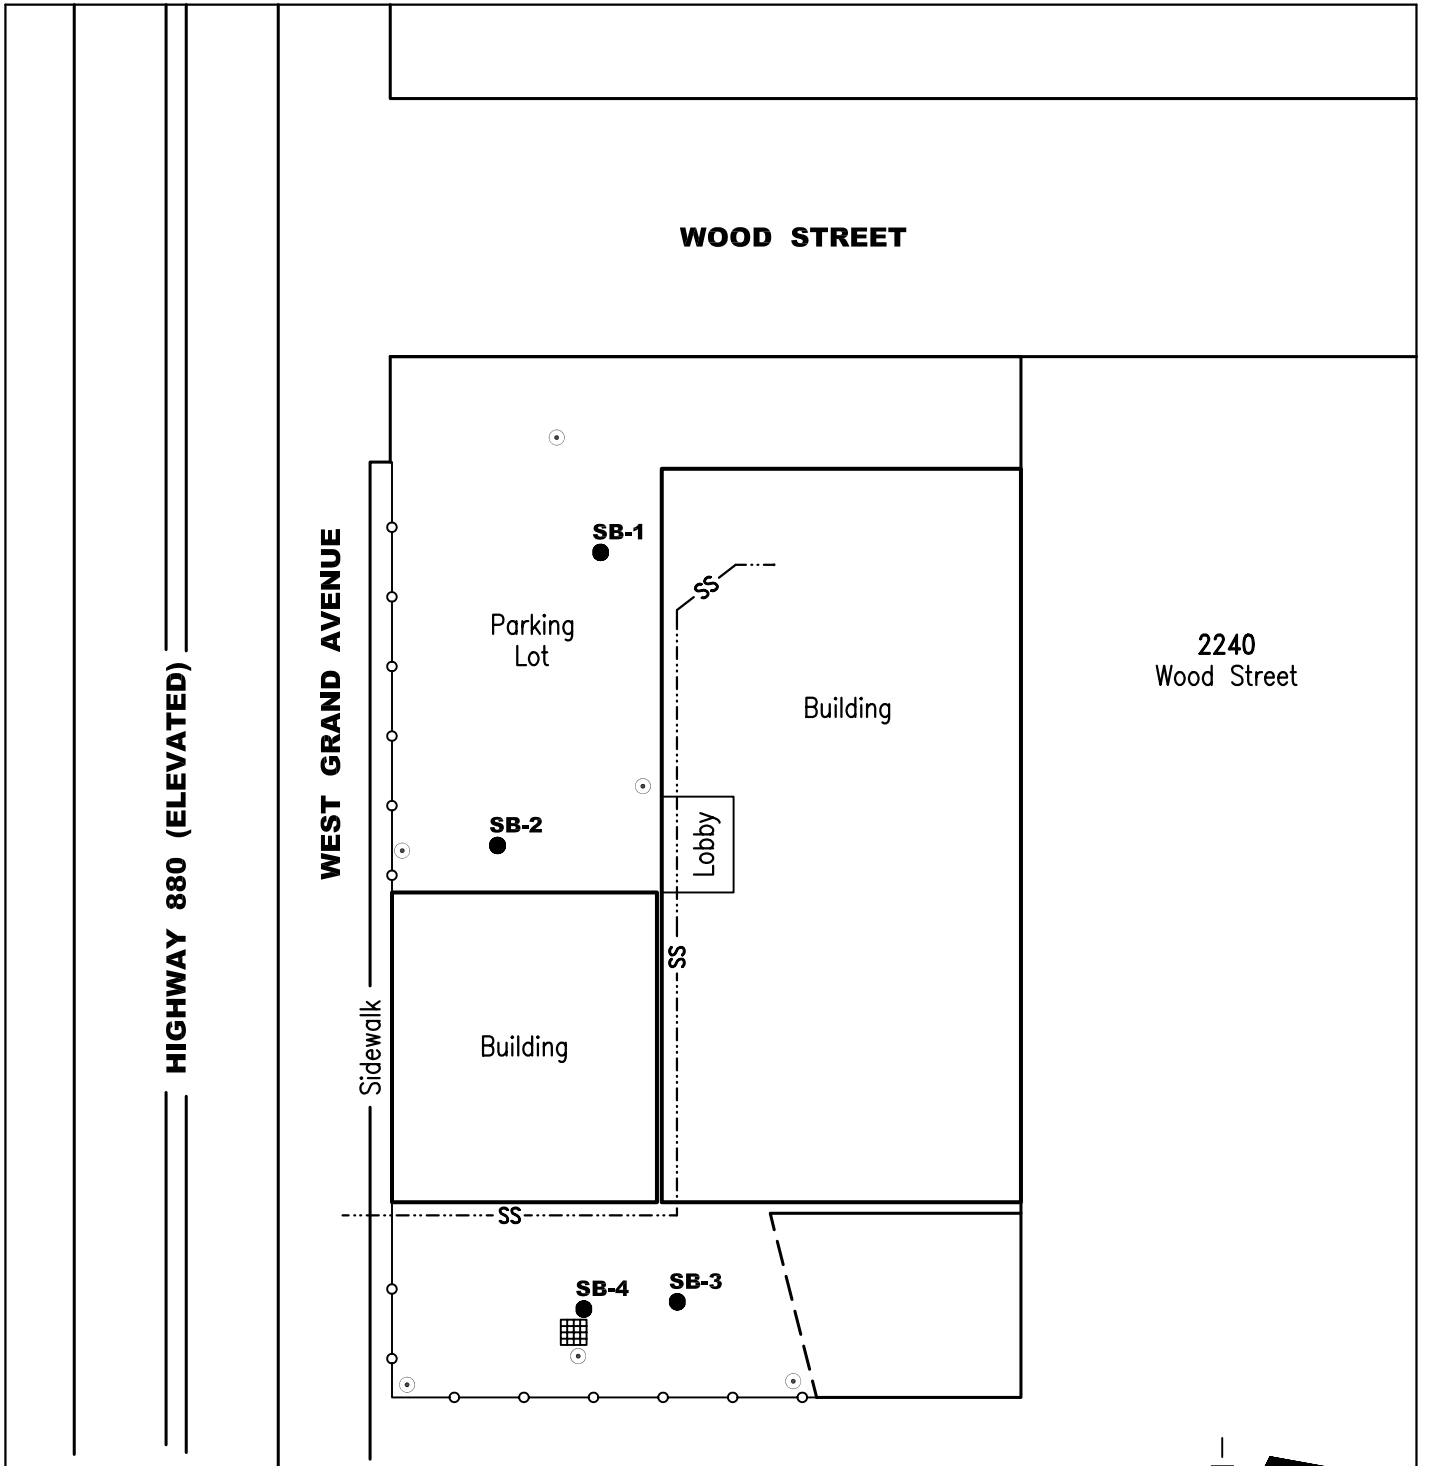 WOOD STREET
SB-1
SS
WEST GRAND AVENUE
Parking
Lot
2240
Wood Street
Building
HIGHWAY 880 (ELEVATED)
SB-2
Lobby
SS
Sidewalk
Building
SS
SB-4
SB-3